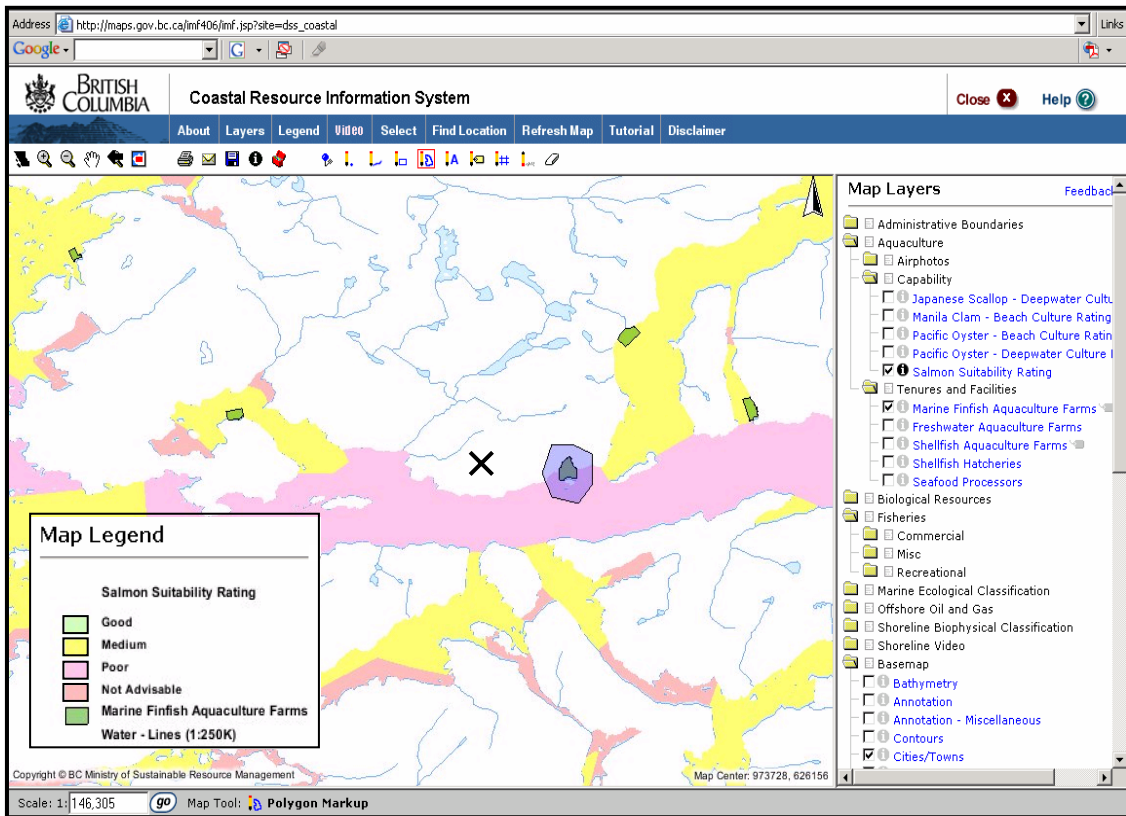 Address http://maps.gov.bc.ca/imf406/imf.jsp?site=dss_coastal Links
Google
BRITISH COLUMBIA
Coastal Resource Information System
Close Help
About Layers Legend Video Select Find Location Refresh Map Tutorial Disclaimer
Map Layers Feedback
Administrative Boundaries
Aquaculture
Airphotos
Capability
Japanese Scallop - Deepwater Cultu
Manila Clam - Beach Culture Rating
Pacific Oyster - Beach Culture Ratin
Pacific Oyster - Deepwater Culture
Salmon Suitability Rating
Tenures and Facilities
Marine Finfish Aquaculture Farms
Freshwater Aquaculture Farms
Shellfish Aquaculture Farms
Shellfish Hatcheries
Seafood Processors
Biological Resources
Fisheries
Commercial
Misc
Recreational
Marine Ecological Classification
Offshore Oil and Gas
Shoreline Biophysical Classification
Shoreline Video
Basemap
Bathymetry
Annotation
Annotation - Miscellaneous
Contours
Cities/Towns
Map Legend
Salmon Suitability Rating
Good
Medium
Poor
Not Advisable
Marine Finfish Aquaculture Farms
Water - Lines (1:250K)
Copyright © BC Ministry of Sustainable Resource Management
Map Center: 973728, 626156
Scale: 1: 146,305 go Map Tool: Polygon Markup